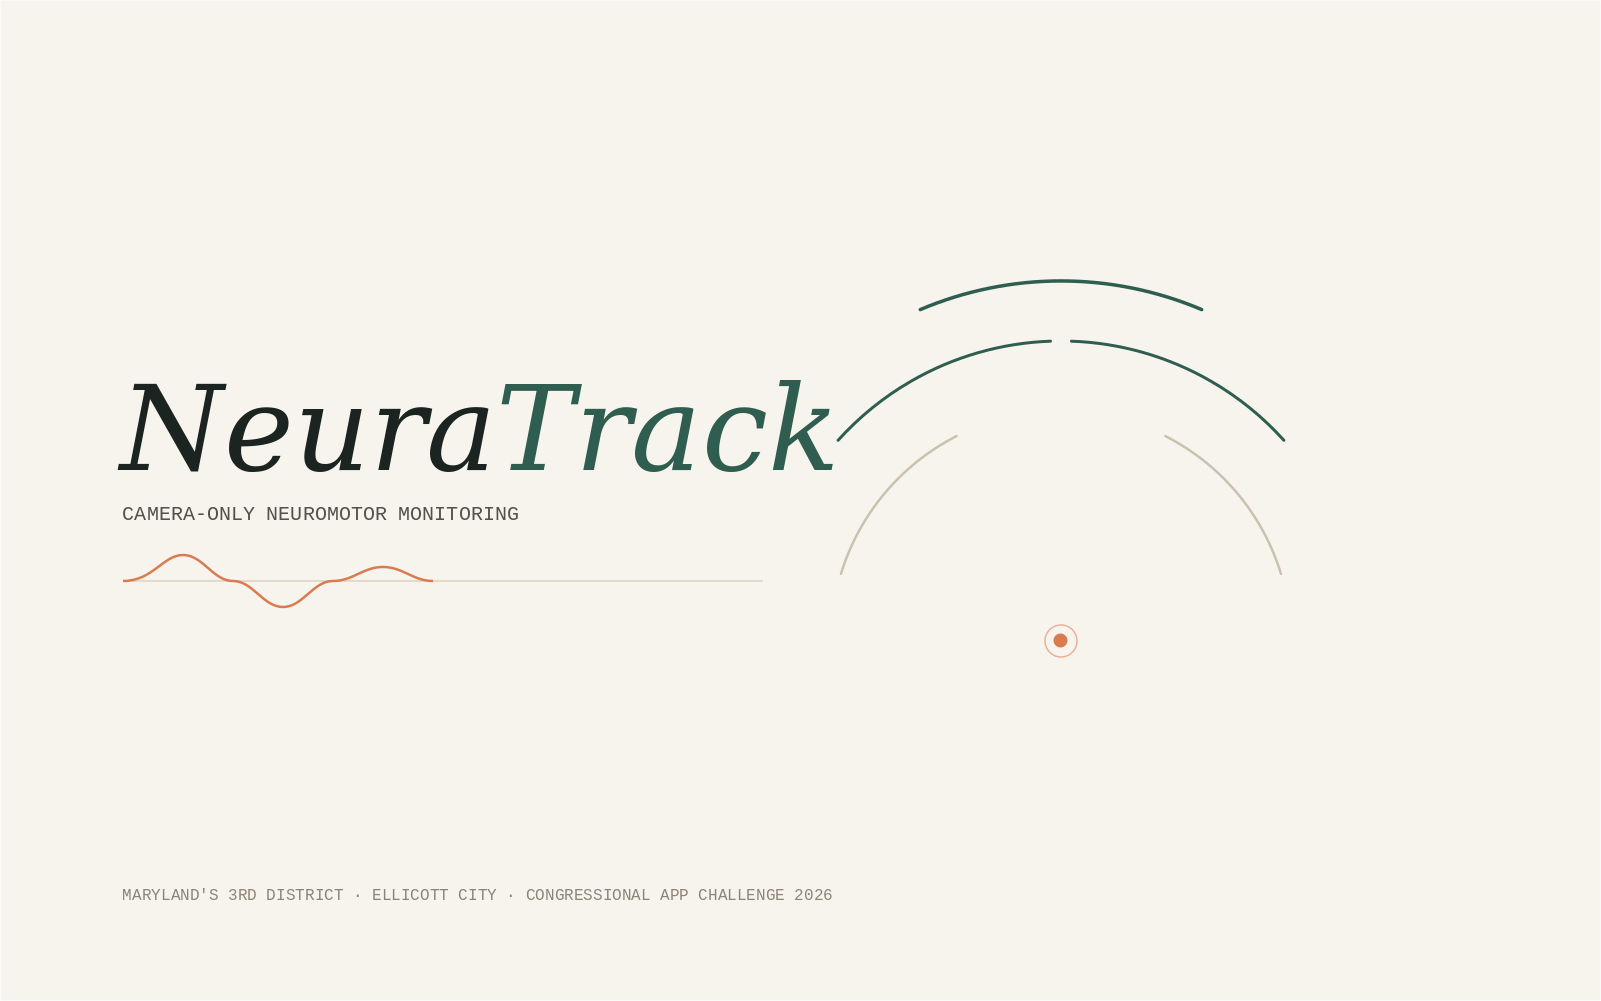 NeuraTrack
CAMERA-ONLY NEUROMOTOR MONITORING
MARYLAND'S 3RD DISTRICT · ELLICOTT CITY · CONGRESSIONAL APP CHALLENGE 2026